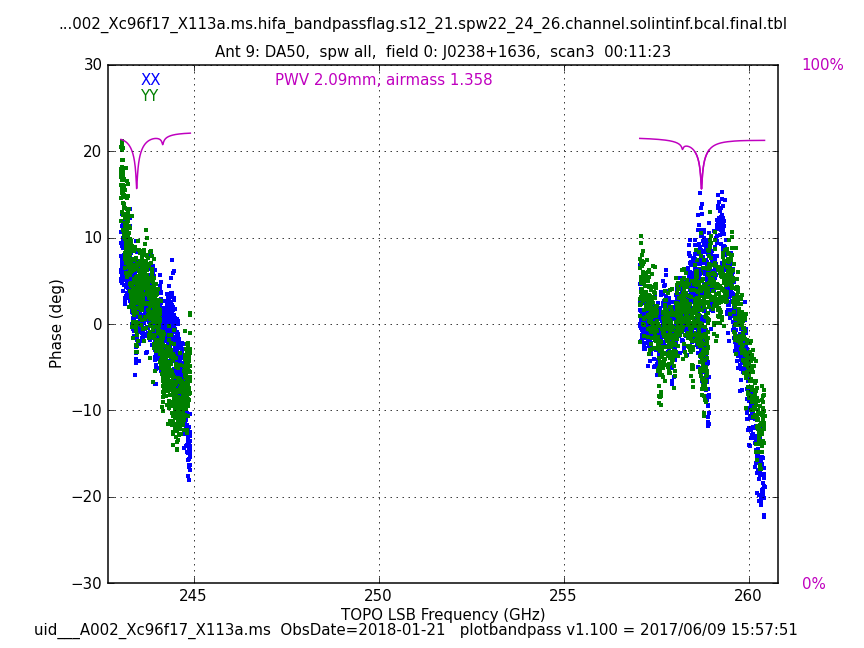 ...002_Xc96f17_X113a.ms.hifa_bandpassflag.s12_21.spw22_24_26.channel.solintinf.bcal.final.tbl
Ant 9: DA50,  spw all,  field 0: J0238+1636,  scan3  00:11:23
30 100%
XX PWV 2.09mm, airmass 1.358
YY
20
10
0
−10
−20
−30 0%
Phase (deg)
245 250 255 260
TOPO LSB Frequency (GHz)
uid___A002_Xc96f17_X113a.ms  ObsDate=2018-01-21   plotbandpass v1.100 = 2017/06/09 15:57:51